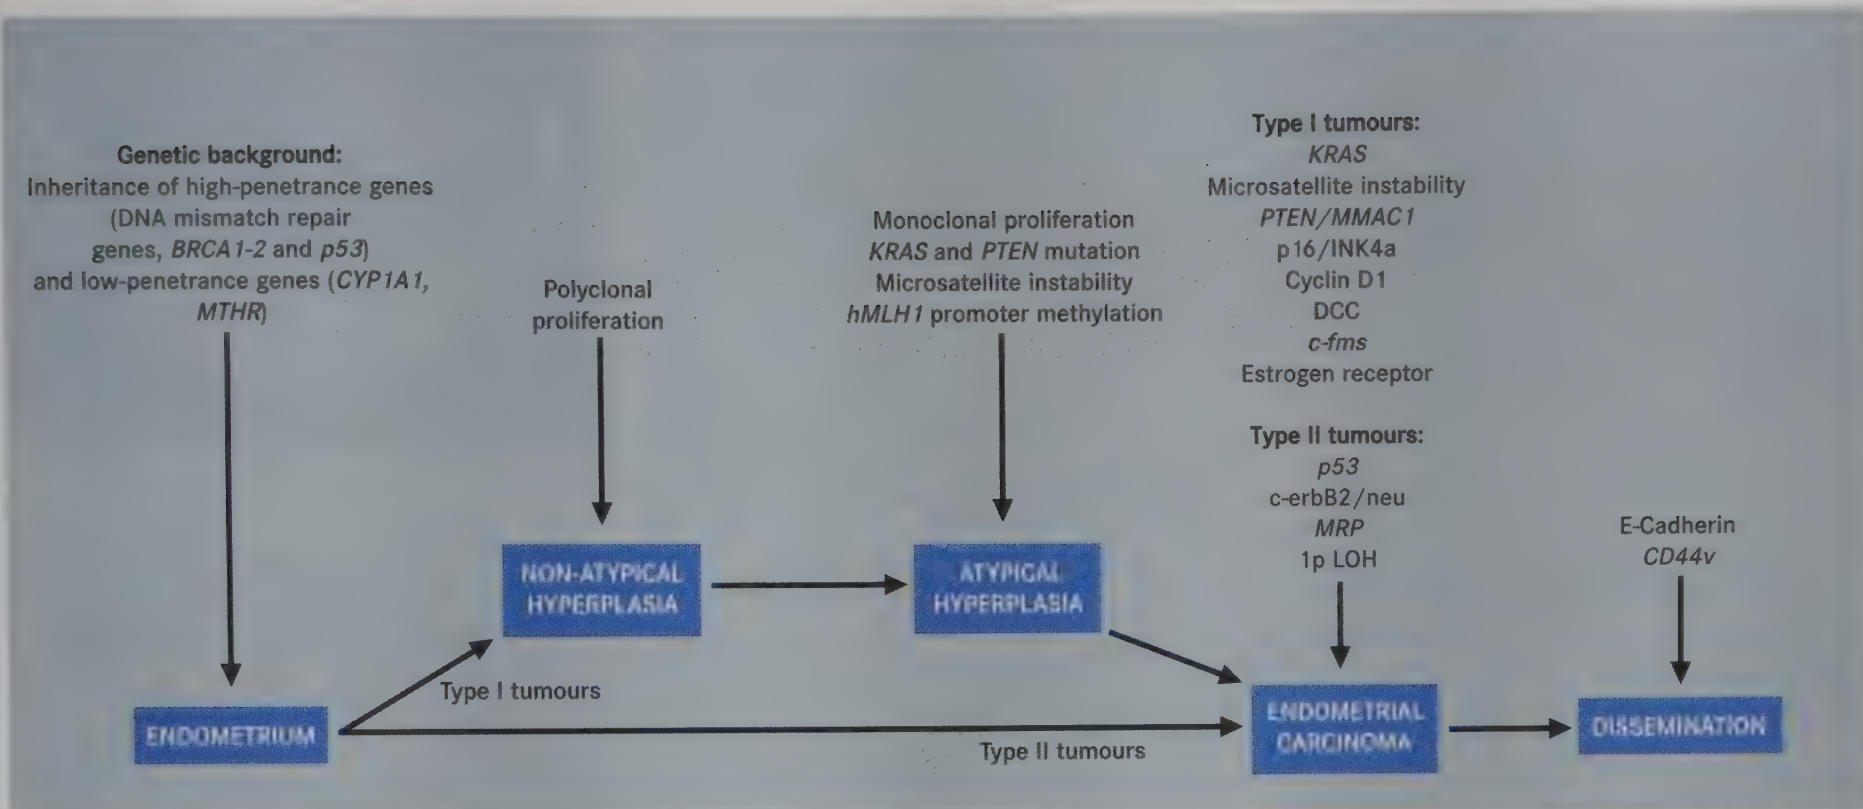 Genetic background:
Inheritance of high-penetrance genes
(DNA mismatch repair
genes, BRCA1-2 and p53)
and low-penetrance genes (CYP1A1,
MTHR)
Polyclonal
proliferation
Monoclonal proliferation
KRAS and PTEN mutation
Microsatellite instability
hMLH1 promoter methylation
Type I tumours:
KRAS
Microsatellite instability
PTEN/MMAC1
p16/INK4a
Cyclin D1
DCC
c-fms
Estrogen receptor
Type II tumours:
p53
c-erbB2/neu
MRP
1p LOH
E-Cadherin
CD44v
NON-ATYPICAL
HYPERPLASIA
ATYPICAL
HYPERPLASIA
Type I tumours
ENDOMETRIUM
Type II tumours
ENDOMETRIAL
CARCINOMA
DISSEMINATION